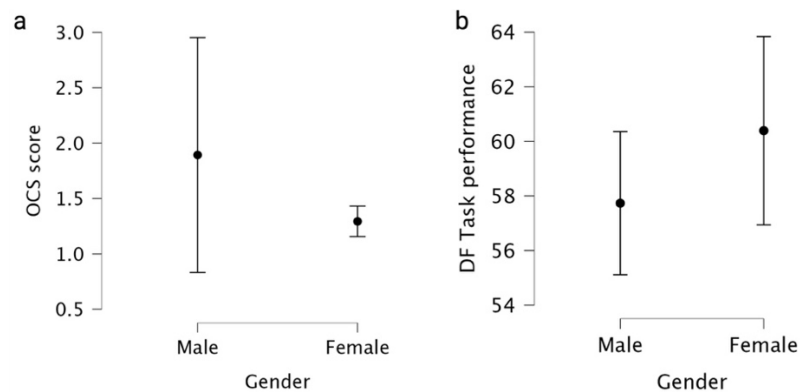 a
OCS score
3.0
2.5
2.0
1.5
1.0
0.5
Male
Female
Gender
b
DF Task performance
64
62
60
58
56
54
Male
Female
Gender